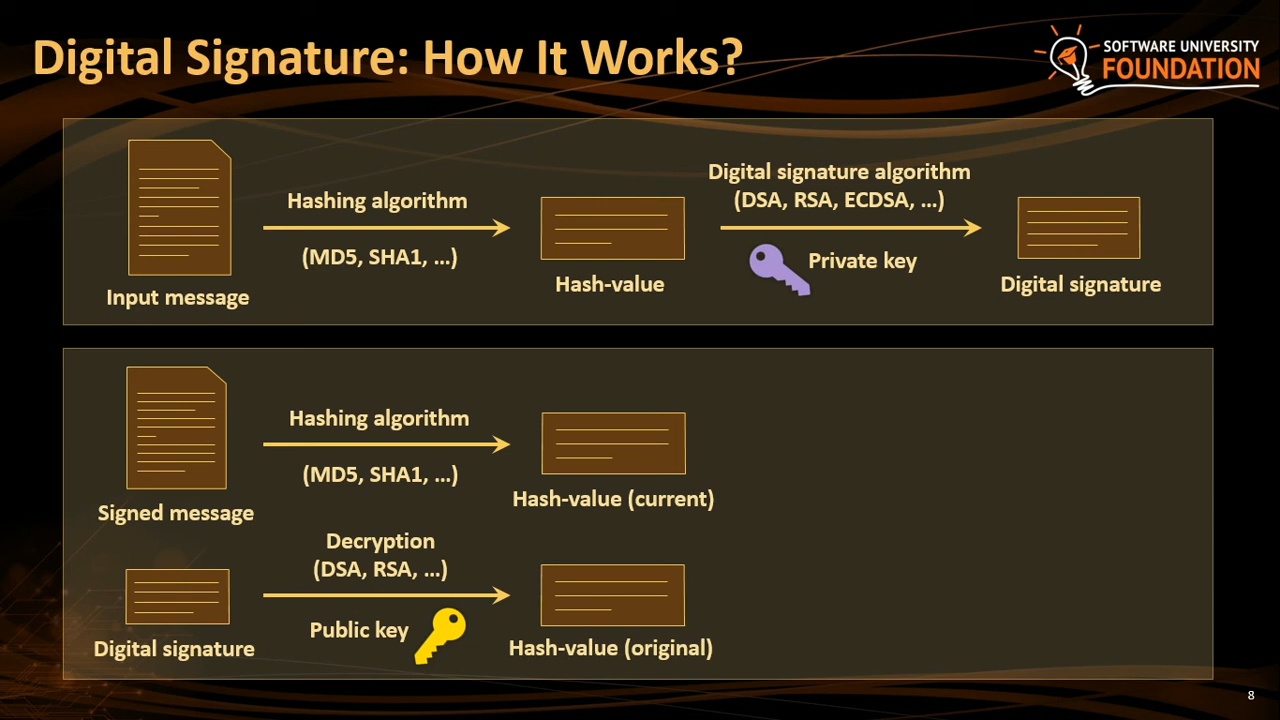 Digital Signature: How It Works?
SOFTWARE UNIVERSITY
FOUNDATION
Input message
Hashing algorithm
(MD5, SHA1, ...)
Hash-value
Digital signature algorithm
(DSA, RSA, ECDSA, ...)
Private key
Digital signature
Signed message
Hashing algorithm
(MD5, SHA1, ...)
Hash-value (current)
Digital signature
Decryption
(DSA, RSA, ...)
Public key
Hash-value (original)
8